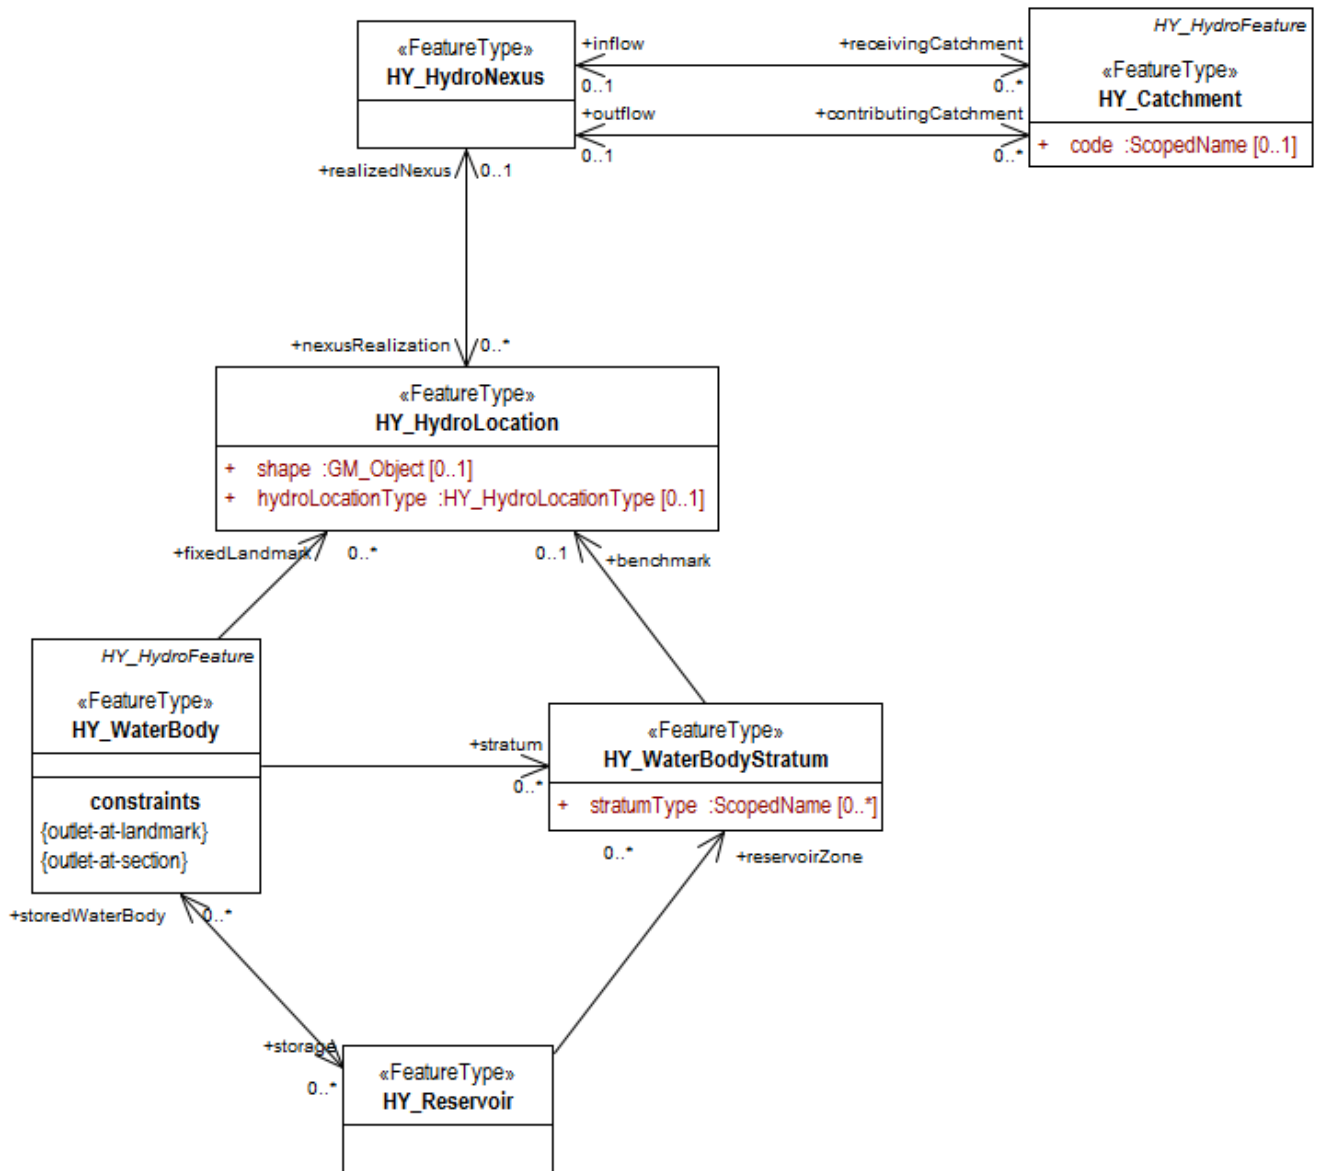 HY_HydroFeature
«FeatureType»
HY_HydroNexus
+inflow
+receivingCatchment
0..1
0..*
«FeatureType»
HY_Catchment
+outflow
+contributingCatchment
0..1
0..*
+ code :ScopedName [0..1]
+realizedNexus
0..1
+nexusRealization
0..*
«FeatureType»
HY_HydroLocation
+ shape :GM_Object [0..1]
+ hydroLocationType :HY_HydroLocationType [0..1]
+fixedLandmark
0..*
0..1
+benchmark
HY_HydroFeature
«FeatureType»
HY_WaterBody
constraints
{outlet-at-landmark}
{outlet-at-section}
+stratum
0..*
«FeatureType»
HY_WaterBodyStratum
+ stratumType :ScopedName [0..*]
0..*
+reservoirZone
+storedWaterBody
0..*
+storage
0..*
«FeatureType»
HY_Reservoir